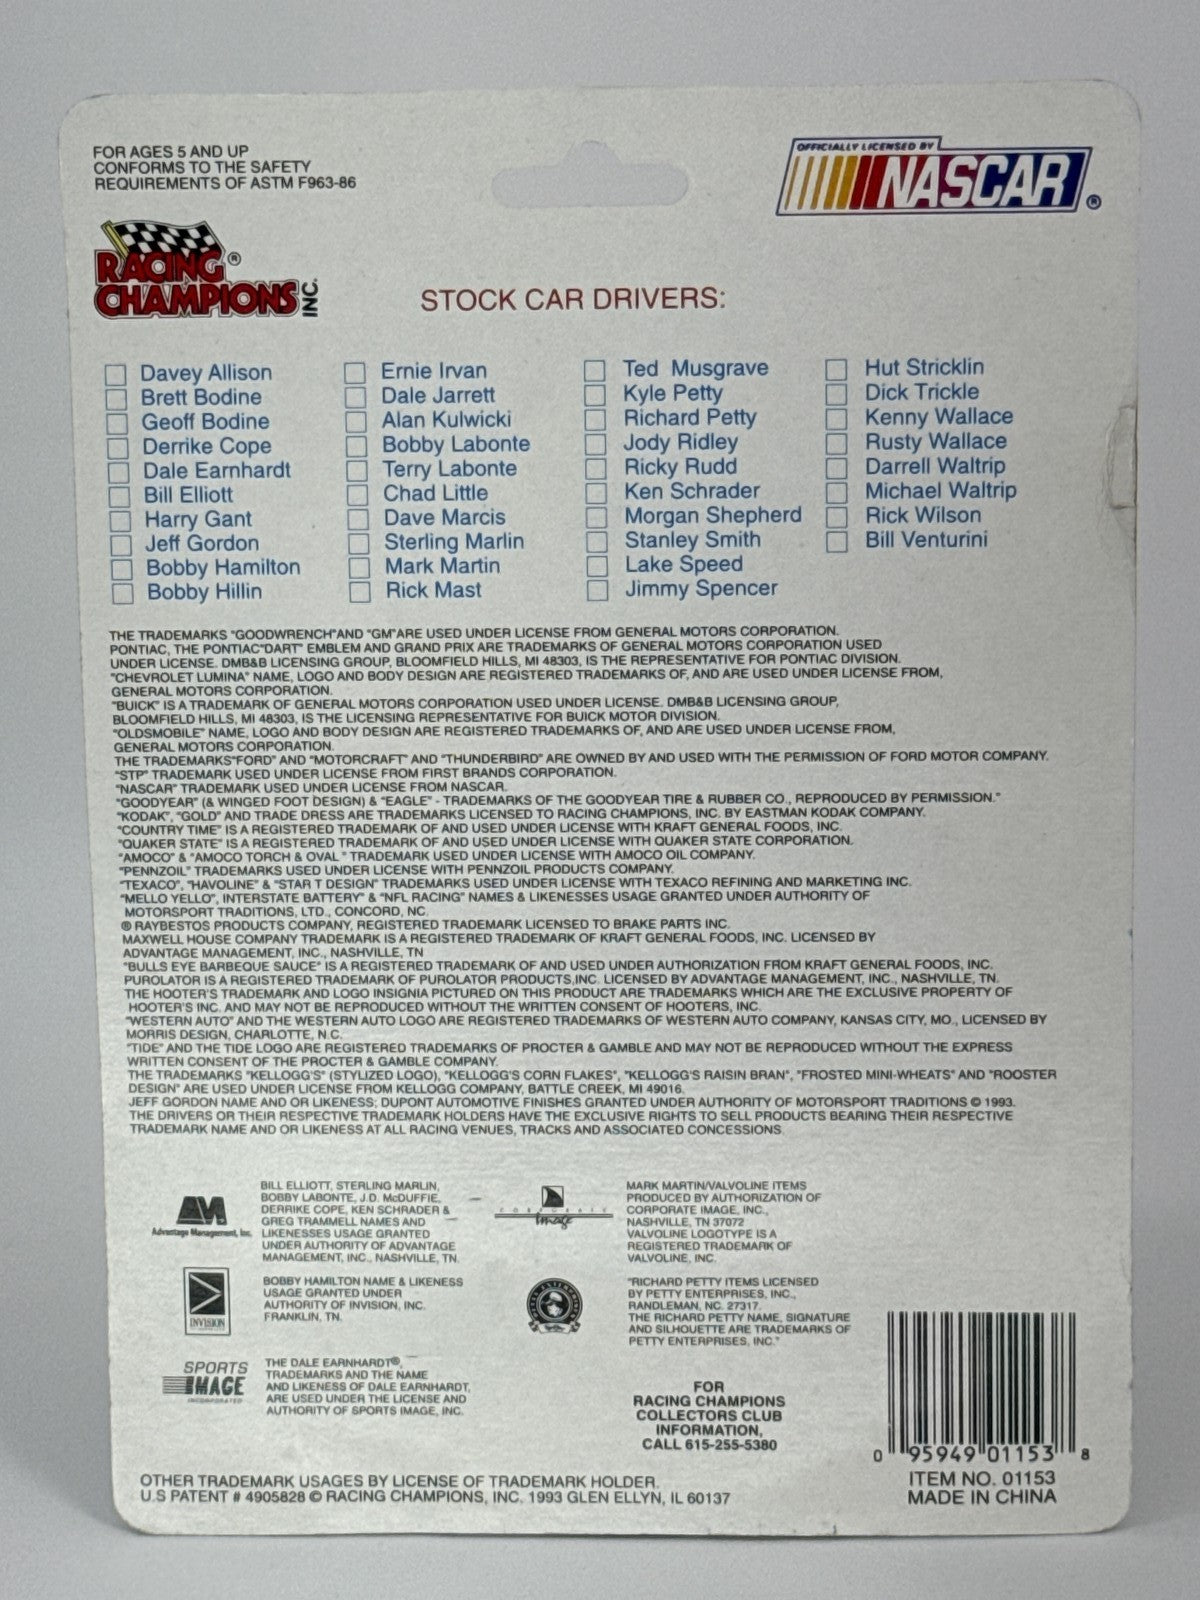 FOR AGES 5 AND UP
CONFORMS TO THE SAFETY
REQUIREMENTS OF ASTM F963-86
OFFICIALLY LICENSED BY
NASCAR®
RACING®
CHAMPIONS INC.
STOCK CAR DRIVERS:
Davey Allison
Brett Bodine
Geoff Bodine
Derrike Cope
Dale Earnhardt
Bill Elliott
Harry Gant
Jeff Gordon
Bobby Hamilton
Bobby Hillin
Ernie Irvan
Dale Jarrett
Alan Kulwicki
Bobby Labonte
Terry Labonte
Chad Little
Dave Marcis
Sterling Marlin
Mark Martin
Rick Mast
Ted Musgrave
Kyle Petty
Richard Petty
Jody Ridley
Ricky Rudd
Ken Schrader
Morgan Shepherd
Stanley Smith
Lake Speed
Jimmy Spencer
Hut Stricklin
Dick Trickle
Kenny Wallace
Rusty Wallace
Darrell Waltrip
Michael Waltrip
Rick Wilson
Bill Venturini
THE TRADEMARKS "GOODWRENCH"AND "GM"ARE USED UNDER LICENSE FROM GENERAL MOTORS CORPORATION.
PONTIAC, THE PONTIAC"DART" EMBLEM AND GRAND PRIX ARE TRADEMARKS OF GENERAL MOTORS CORPORATION USED
UNDER LICENSE. DMB&B LICENSING GROUP, BLOOMFIELD HILLS, MI 48303, IS THE REPRESENTATIVE FOR PONTIAC DIVISION.
"CHEVROLET LUMINA" NAME, LOGO AND BODY DESIGN ARE REGISTERED TRADEMARKS OF, AND ARE USED UNDER LICENSE FROM,
GENERAL MOTORS CORPORATION.
"BUICK" IS A TRADEMARK OF GENERAL MOTORS CORPORATION USED UNDER LICENSE. DMB&B LICENSING GROUP,
BLOOMFIELD HILLS, MI 48303, IS THE LICENSING REPRESENTATIVE FOR BUICK MOTOR DIVISION.
"OLDSMOBILE" NAME, LOGO AND BODY DESIGN ARE REGISTERED TRADEMARKS OF, AND ARE USED UNDER LICENSE FROM,
GENERAL MOTORS CORPORATION.
THE TRADEMARKS"FORD" AND "MOTORCRAFT" AND "THUNDERBIRD" ARE OWNED BY AND USED WITH THE PERMISSION OF FORD MOTOR COMPANY.
"STP" TRADEMARK USED UNDER LICENSE FROM FIRST BRANDS CORPORATION.
"NASCAR" TRADEMARK USED UNDER LICENSE FROM NASCAR.
"GOODYEAR" (& WINGED FOOT DESIGN) & "EAGLE" - TRADEMARKS OF THE GOODYEAR TIRE & RUBBER CO., REPRODUCED BY PERMISSION."
"KODAK", "GOLD" AND TRADE DRESS ARE TRADEMARKS LICENSED TO RACING CHAMPIONS, INC. BY EASTMAN KODAK COMPANY.
"COUNTRY TIME" IS A REGISTERED TRADEMARK OF AND USED UNDER LICENSE WITH KRAFT GENERAL FOODS, INC.
"QUAKER STATE" IS A REGISTERED TRADEMARK OF AND USED UNDER LICENSE WITH QUAKER STATE CORPORATION.
"AMOCO" & "AMOCO TORCH & OVAL " TRADEMARK USED UNDER LICENSE WITH AMOCO OIL COMPANY.
"PENNZOIL" TRADEMARKS USED UNDER LICENSE WITH PENNZOIL PRODUCTS COMPANY.
"TEXACO", "HAVOLINE" & "STAR T DESIGN" TRADEMARKS USED UNDER LICENSE WITH TEXACO REFINING AND MARKETING INC.
"MELLO YELLO", INTERSTATE BATTERY" & "NFL RACING" NAMES & LIKENESSES USAGE GRANTED UNDER AUTHORITY OF
MOTORSPORT TRADITIONS, LTD., CONCORD, NC.
® RAYBESTOS PRODUCTS COMPANY, REGISTERED TRADEMARK LICENSED TO BRAKE PARTS INC.
MAXWELL HOUSE COMPANY TRADEMARK IS A REGISTERED TRADEMARK OF KRAFT GENERAL FOODS, INC. LICENSED BY
ADVANTAGE MANAGEMENT, INC., NASHVILLE, TN
"BULLS EYE BARBEQUE SAUCE" IS A REGISTERED TRADEMARK OF AND USED UNDER AUTHORIZATION FROM KRAFT GENERAL FOODS, INC.
PUROLATOR IS A REGISTERED TRADEMARK OF PUROLATOR PRODUCTS,INC. LICENSED BY ADVANTAGE MANAGEMENT, INC., NASHVILLE, TN.
THE HOOTER'S TRADEMARK AND LOGO INSIGNIA PICTURED ON THIS PRODUCT ARE TRADEMARKS WHICH ARE THE EXCLUSIVE PROPERTY OF
HOOTER'S INC. AND MAY NOT BE REPRODUCED WITHOUT THE WRITTEN CONSENT OF HOOTERS, INC.
"WESTERN AUTO" AND THE WESTERN AUTO LOGO ARE REGISTERED TRADEMARKS OF WESTERN AUTO COMPANY, KANSAS CITY, MO., LICENSED BY
MORRIS DESIGN, CHARLOTTE, N.C.
"TIDE" AND THE TIDE LOGO ARE REGISTERED TRADEMARKS OF PROCTER & GAMBLE AND MAY NOT BE REPRODUCED WITHOUT THE EXPRESS
WRITTEN CONSENT OF THE PROCTER & GAMBLE COMPANY.
THE TRADEMARKS "KELLOGG'S" (STYLIZED LOGO), "KELLOGG'S CORN FLAKES", "KELLOGG'S RAISIN BRAN", "FROSTED MINI-WHEATS" AND "ROOSTER
DESIGN" ARE USED UNDER LICENSE FROM KELLOGG COMPANY, BATTLE CREEK, MI 49016.
JEFF GORDON NAME AND OR LIKENESS; DUPONT AUTOMOTIVE FINISHES GRANTED UNDER AUTHORITY OF MOTORSPORT TRADITIONS © 1993.
THE DRIVERS OR THEIR RESPECTIVE TRADEMARK HOLDERS HAVE THE EXCLUSIVE RIGHTS TO SELL PRODUCTS BEARING THEIR RESPECTIVE
TRADEMARK NAME AND OR LIKENESS AT ALL RACING VENUES, TRACKS AND ASSOCIATED CONCESSIONS.
AM
Advantage Management, Inc.
BILL ELLIOTT, STERLING MARLIN,
BOBBY LABONTE, J.D. McDUFFIE,
DERRIKE COPE, KEN SCHRADER &
GREG TRAMMELL NAMES AND
LIKENESSES USAGE GRANTED
UNDER AUTHORITY OF ADVANTAGE
MANAGEMENT, INC., NASHVILLE, TN.
CORPORATE
Image
MARK MARTIN/VALVOLINE ITEMS
PRODUCED BY AUTHORIZATION OF
CORPORATE IMAGE, INC.,
NASHVILLE, TN 37072
VALVOLINE LOGOTYPE IS A
REGISTERED TRADEMARK OF
VALVOLINE, INC.
INVISION
BOBBY HAMILTON NAME & LIKENESS
USAGE GRANTED UNDER
AUTHORITY OF INVISION, INC.
FRANKLIN, TN.
"RICHARD PETTY ITEMS LICENSED
BY PETTY ENTERPRISES, INC.,
RANDLEMAN, NC. 27317.
THE RICHARD PETTY NAME, SIGNATURE
AND SILHOUETTE ARE TRADEMARKS OF
PETTY ENTERPRISES, INC."
SPORTS
IMAGE
INCORPORATED
THE DALE EARNHARDT®,
TRADEMARKS AND THE NAME
AND LIKENESS OF DALE EARNHARDT,
ARE USED UNDER THE LICENSE AND
AUTHORITY OF SPORTS IMAGE, INC.
FOR
RACING CHAMPIONS
COLLECTORS CLUB
INFORMATION,
CALL 615-255-5380
0 95949 01153 8
ITEM NO. 01153
MADE IN CHINA
OTHER TRADEMARK USAGES BY LICENSE OF TRADEMARK HOLDER.
U.S PATENT # 4905828 © RACING CHAMPIONS, INC. 1993 GLEN ELLYN, IL 60137